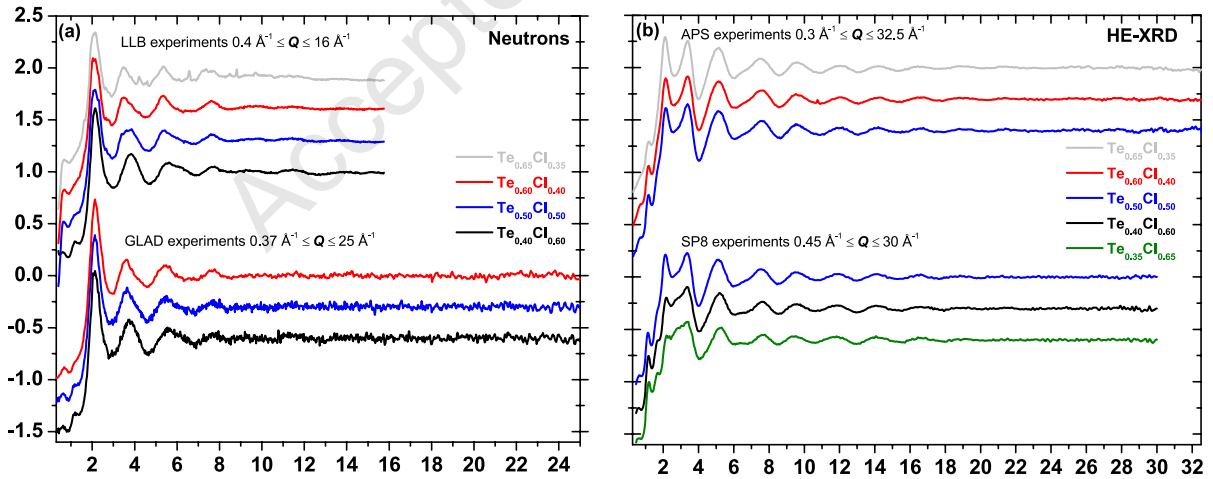 (a)
LLB experiments 0.4 Å⁻¹ ≤ Q ≤ 16 Å⁻¹
Neutrons
2.5
2.0
1.5
1.0
0.5
0.0
-0.5
-1.0
-1.5
Accepte
Te₀.₆₅Cl₀.₃₅
Te₀.₆₀Cl₀.₄₀
Te₀.₅₀Cl₀.₅₀
Te₀.₄₀Cl₀.₆₀
GLAD experiments 0.37 Å⁻¹ ≤ Q ≤ 25 Å⁻¹
2 4 6 8 10 12 14 16 18 20 22 24
(b)
APS experiments 0.3 Å⁻¹ ≤ Q ≤ 32.5 Å⁻¹
HE-XRD
Te₀.₆₅Cl₀.₃₅
Te₀.₆₀Cl₀.₄₀
Te₀.₅₀Cl₀.₅₀
Te₀.₄₀Cl₀.₆₀
Te₀.₃₅Cl₀.₆₅
SP8 experiments 0.45 Å⁻¹ ≤ Q ≤ 30 Å⁻¹
2 4 6 8 10 12 14 16 18 20 22 24 26 28 30 32